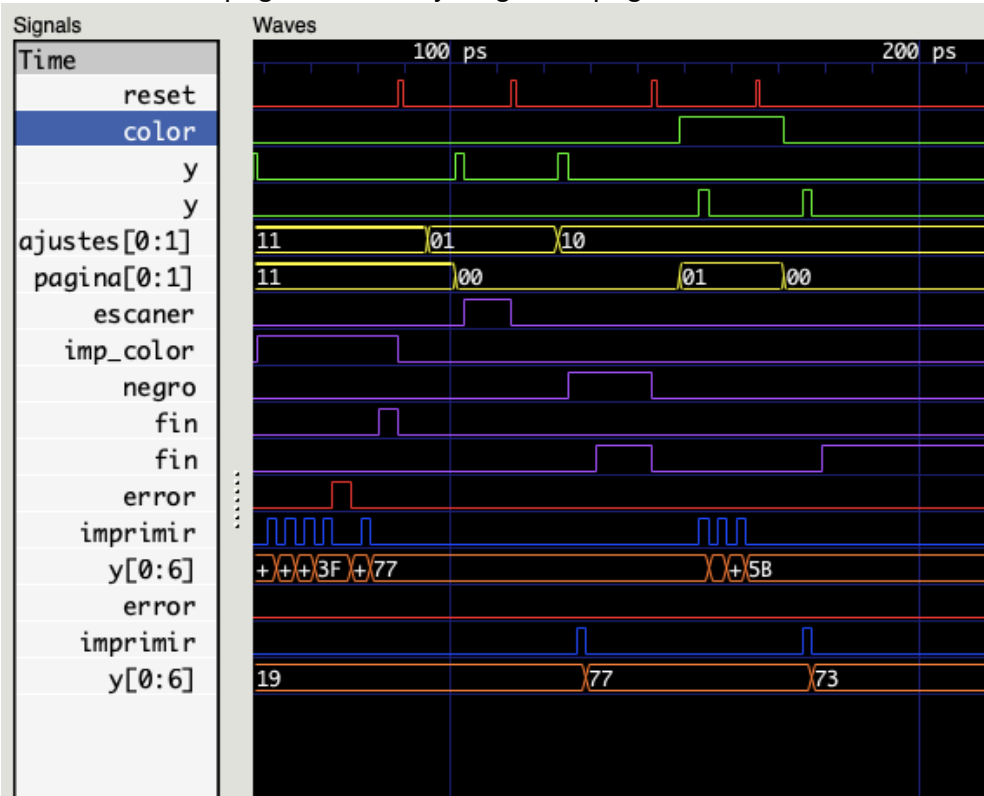 Signals Waves
Time 100 ps 200 ps
reset
color
y
y
ajustes[0:1] 11 01 10
pagina[0:1] 11 00 01 00
escaner
imp_color
negro
fin
fin
error
imprimir
y[0:6] + + + 3F + 77 + 5B
error
imprimir
y[0:6] 19 77 73